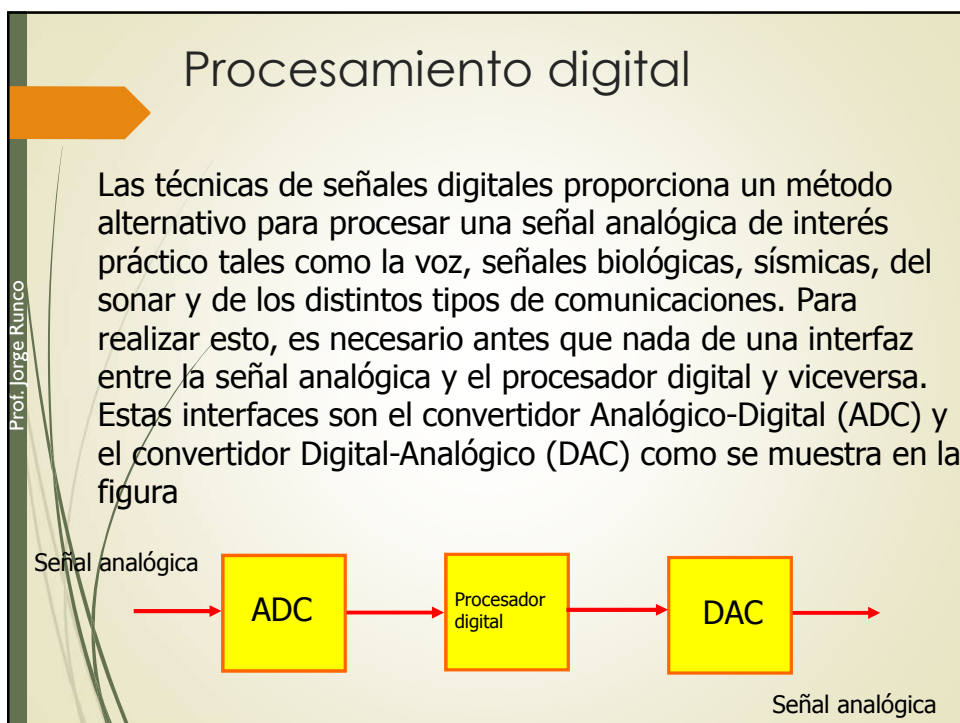 Procesamiento digital
Las técnicas de señales digitales proporciona un método
alternativo para procesar una señal analógica de interés
práctico tales como la voz, señales biológicas, sísmicas, del
sonar y de los distintos tipos de comunicaciones. Para
realizar esto, es necesario antes que nada de una interfaz
entre la señal analógica y el procesador digital y viceversa.
Estas interfaces son el convertidor Analógico-Digital (ADC) y
el convertidor Digital-Analógico (DAC) como se muestra en la
figura
Prof. Jorge Runco
Señal analógica
ADC
Procesador
digital
DAC
Señal analógica